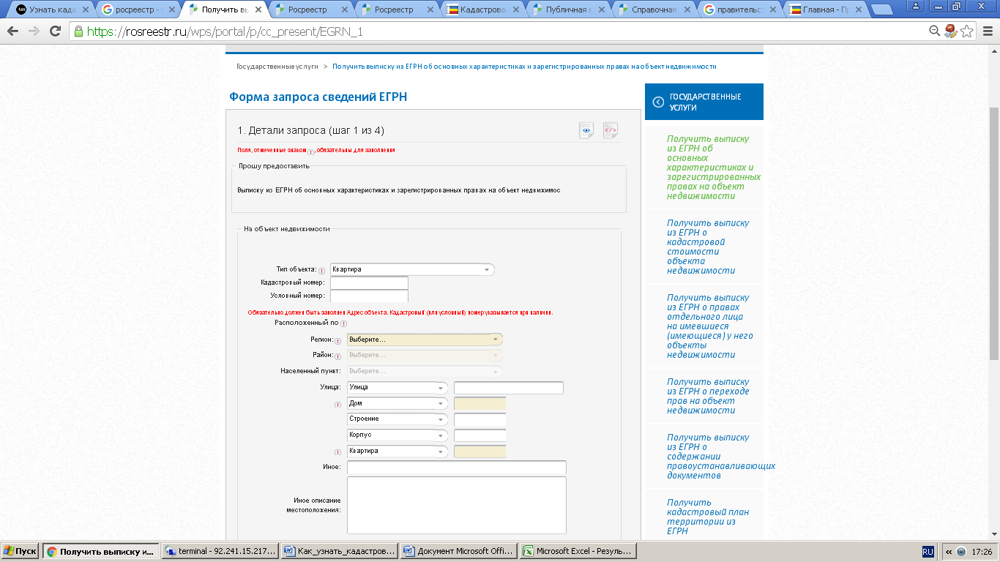 Узнать када
росреестр -
Получить вы
Росреестр
Росреестр
Кадастрова
Публичная
Справочная
правительст
Главная - П
https://rosreestr.ru/wps/portal/p/cc_present/EGRN_1
Государственные услуги > Получить выписку из ЕГРН об основных характеристиках и зарегистрированных правах на объект недвижимости
Форма запроса сведений ЕГРН
1. Детали запроса (шаг 1 из 4)
Поля, отмеченные знаком , обязательны для заполнения
Прошу предоставить
Выписку из ЕГРН об основных характеристиках и зарегистрированных правах на объект недвижимос
На объект недвижимости
Тип объекта: Квартира
Кадастровый номер:
Условный номер:
Обязательно должен быть заполнен Адрес объекта. Кадастровый (или условный) номер указывается при наличии.
Расположенный по
Регион: Выберите...
Район: Выберите...
Населенный пункт: Выберите...
Улица: Улица
Дом
Строение
Корпус
Квартира
Иное:
Иное описание
местоположения:
ГОСУДАРСТВЕННЫЕ
УСЛУГИ
Получить выписку
из ЕГРН об
основных
характеристиках и
зарегистрированных
правах на объект
недвижимости
Получить выписку
из ЕГРН о
кадастровой
стоимости
объекта
недвижимости
Получить выписку
из ЕГРН о правах
отдельного лица
на имевшиеся
(имеющиеся) у него
объекты
недвижимости
Получить выписку
из ЕГРН о переходе
прав на объект
недвижимости
Получить выписку
из ЕГРН о
содержании
правоустанавливающих
документов
Получить
кадастровый план
территории из
ЕГРН
Пуск
Получить выписку и...
terminal - 92.241.15.217...
Как_узнать_кадастров...
Документ Microsoft Offi...
Microsoft Excel - Резуль...
RU
17:26